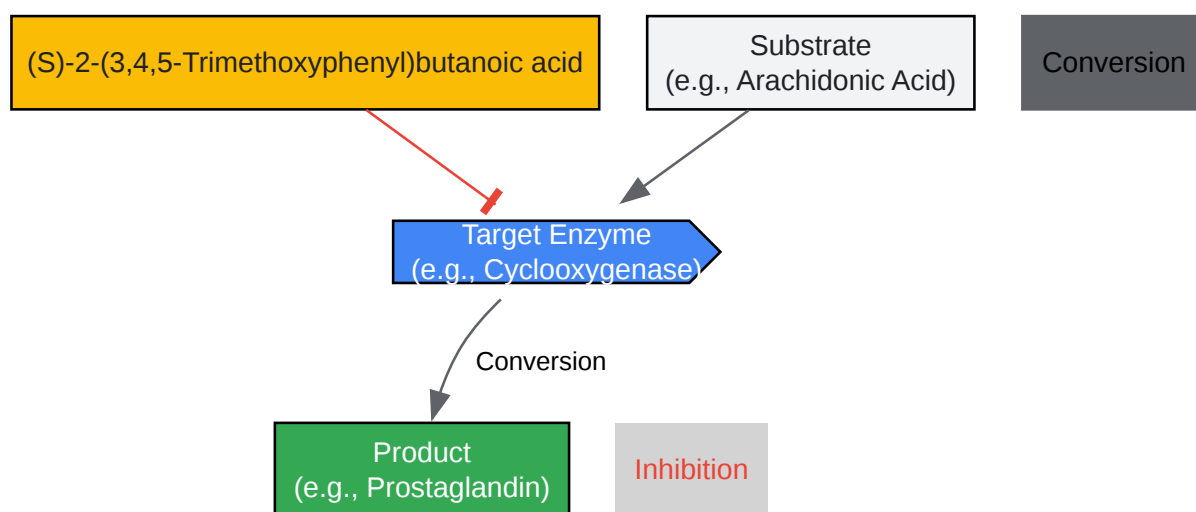 (S)-2-(3,4,5-Trimethoxyphenyl)butanoic acid
Substrate
(e.g., Arachidonic Acid)
Conversion
Target Enzyme
(e.g., Cyclooxygenase)
Conversion
Product
(e.g., Prostaglandin)
Inhibition